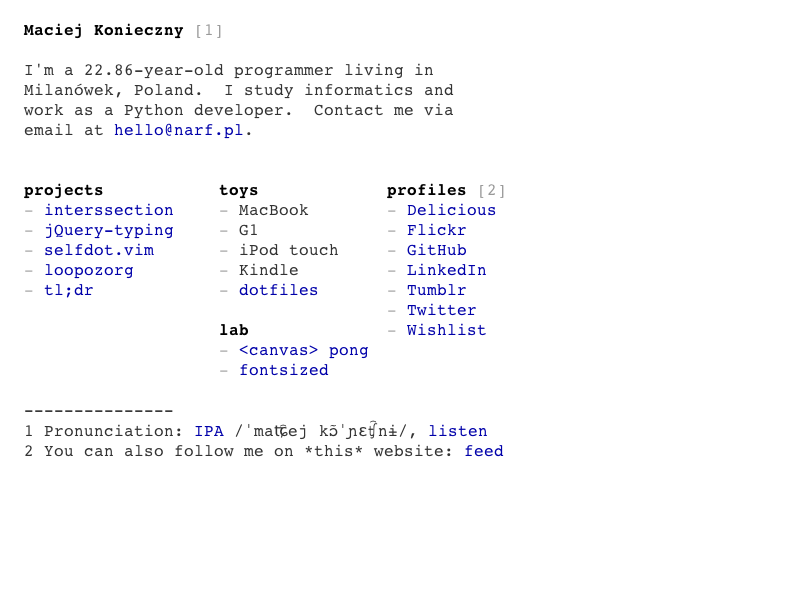 Maciej Konieczny [1]
I'm a 22.86-year-old programmer living in
Milanówek, Poland. I study informatics and
work as a Python developer. Contact me via
email at hello@narf.pl.
projects
- interssection
- jQuery-typing
- selfdot.vim
- loopozorg
- tl;dr
toys
- MacBook
- G1
- iPod touch
- Kindle
- dotfiles
lab
- <canvas> pong
- fontsized
profiles [2]
- Delicious
- Flickr
- GitHub
- LinkedIn
- Tumblr
- Twitter
- Wishlist
---------------
1 Pronunciation: IPA /ˈmat͡ɕej kɔ̃ˈɲɛt͡ʂnɨ/, listen
2 You can also follow me on *this* website: feed